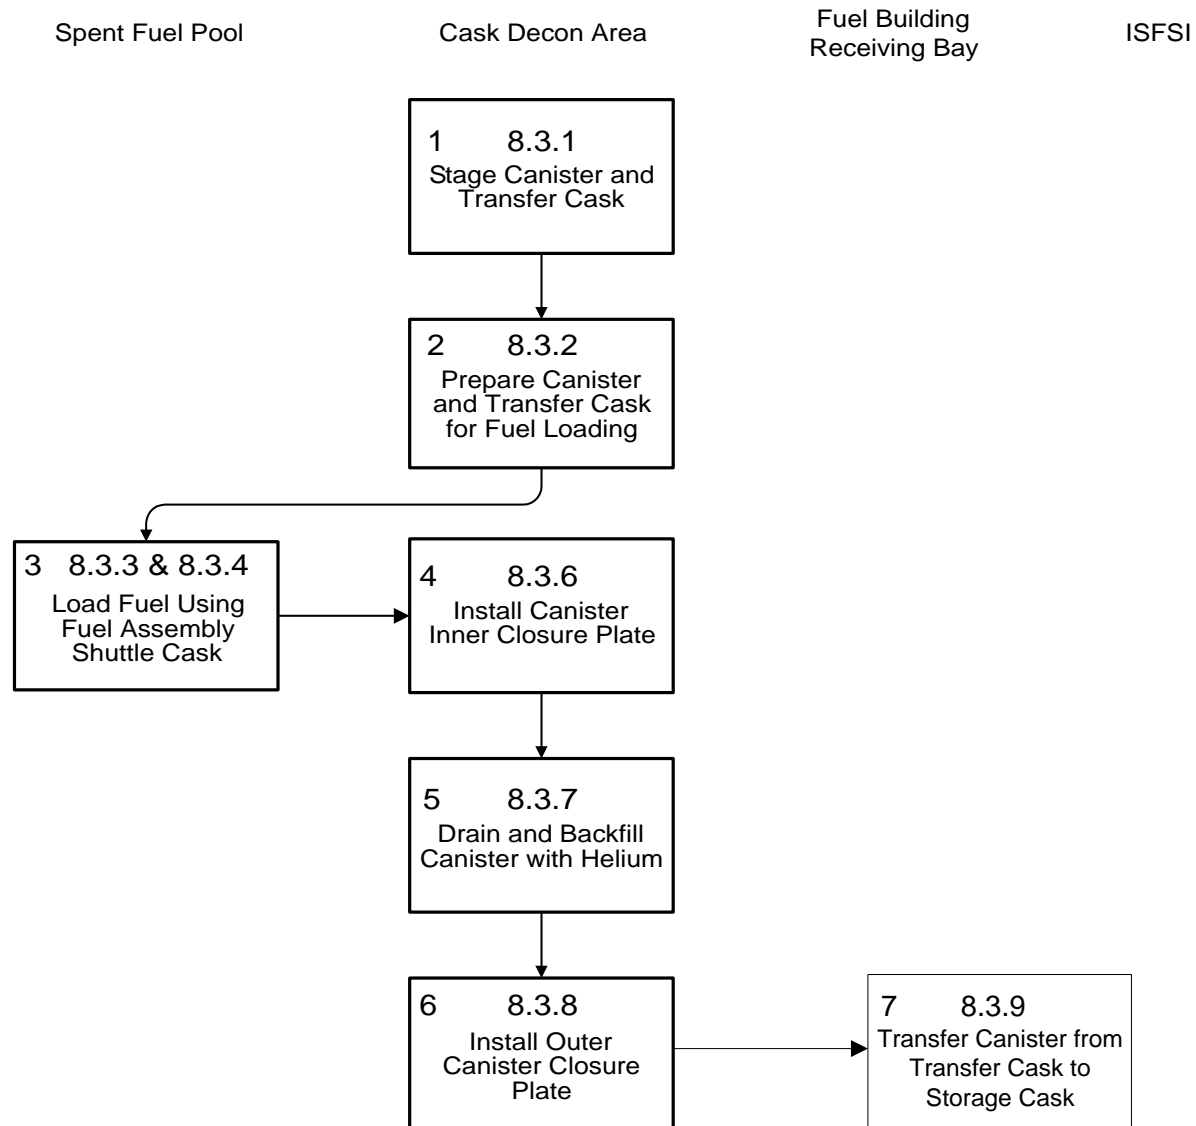 Spent Fuel Pool
Cask Decon Area
Fuel Building
Receiving Bay
ISFSI
1 8.3.1
Stage Canister and
Transfer Cask
2 8.3.2
Prepare Canister
and Transfer Cask
for Fuel Loading
3 8.3.3 & 8.3.4
Load Fuel Using
Fuel Assembly
Shuttle Cask
4 8.3.6
Install Canister
Inner Closure Plate
5 8.3.7
Drain and Backfill
Canister with Helium
6 8.3.8
Install Outer
Canister Closure
Plate
7 8.3.9
Transfer Canister from
Transfer Cask to
Storage Cask